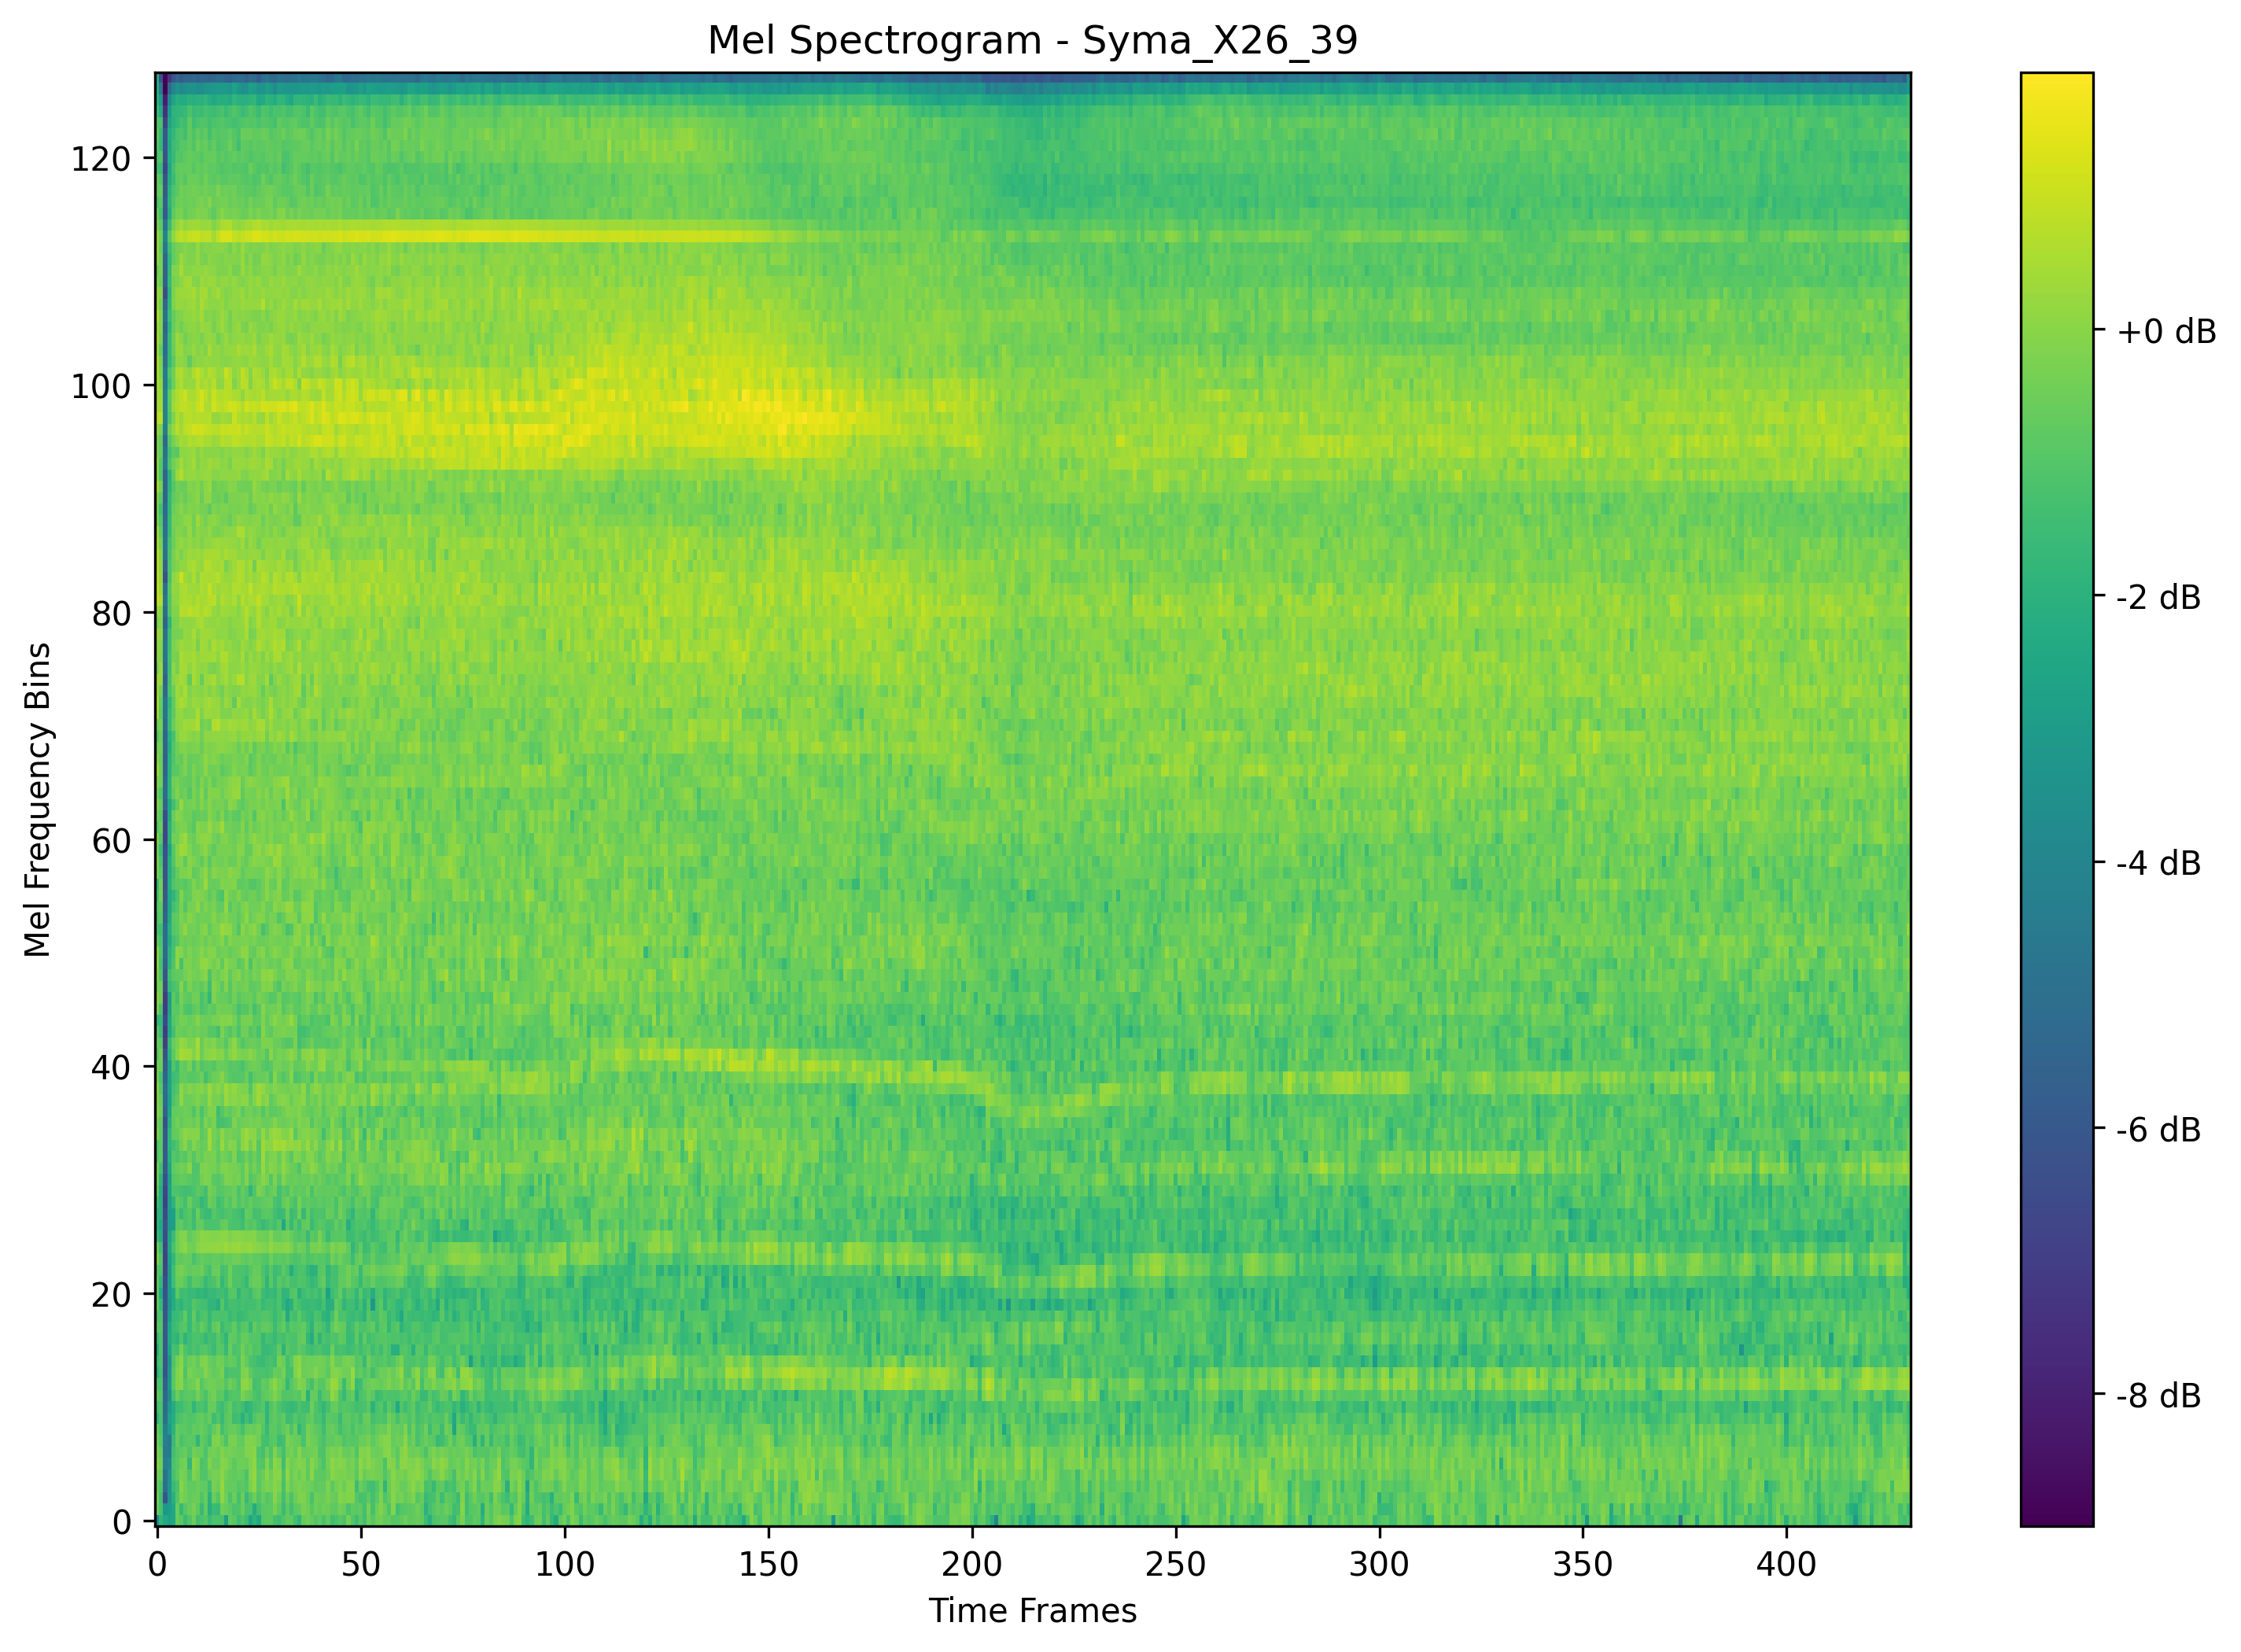 Mel Spectrogram - Syma_X26_39
Mel Frequency Bins
120
100
80
60
40
20
0
0 50 100 150 200 250 300 350 400
Time Frames
+0 dB
-2 dB
-4 dB
-6 dB
-8 dB